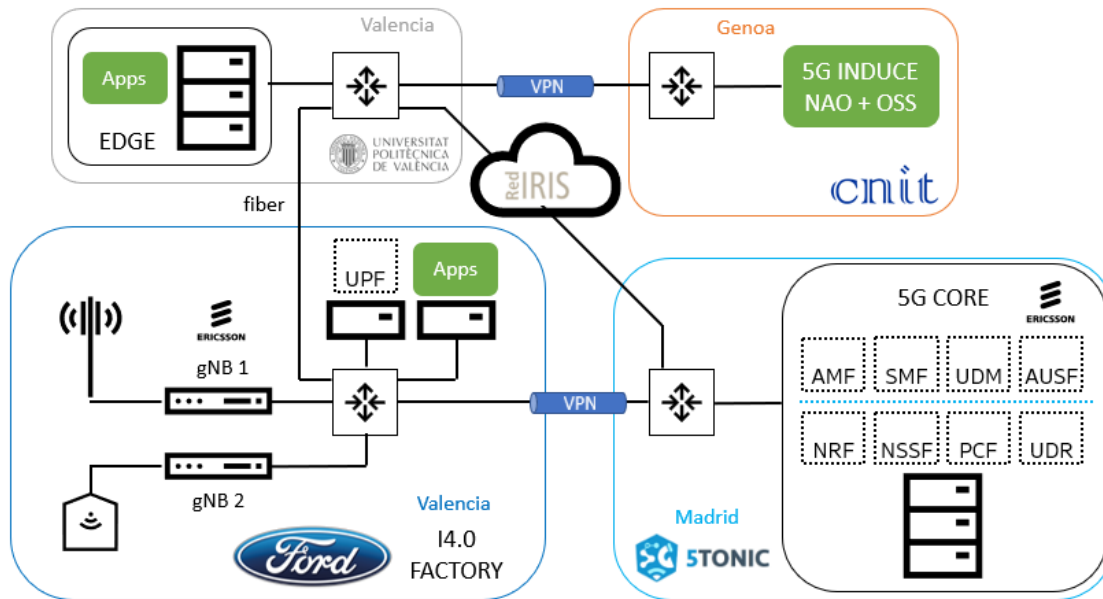 Valencia
Apps
EDGE
UNIVERSITAT
POLITÈCNICA
DE VALÈNCIA
VPN
Genoa
5G INDUCE
NAO + OSS
cnit
Red
IRIS
fiber
UPF
Apps
ERICSSON
gNB 1
gNB 2
VPN
Valencia
I4.0
FACTORY
Ford
Madrid
5G
5TONIC
5G CORE
ERICSSON
AMF SMF UDM AUSF
NRF NSSF PCF UDR